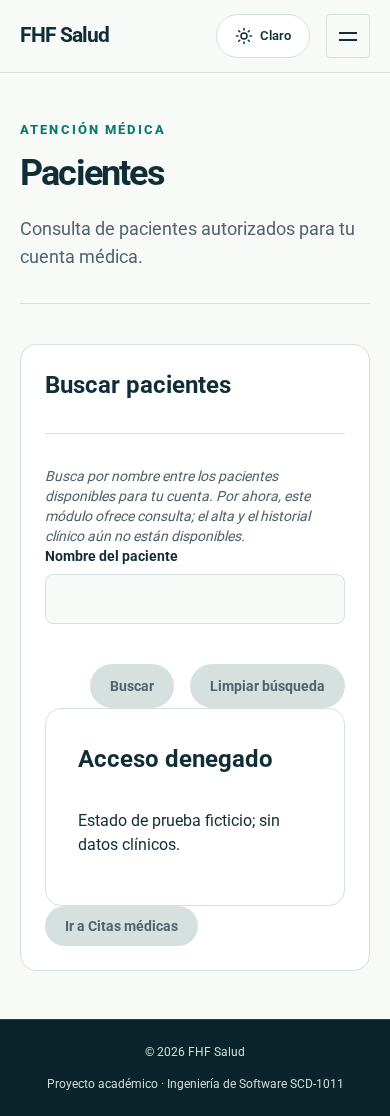 FHF Salud
Claro
ATENCIÓN MÉDICA
Pacientes
Consulta de pacientes autorizados para tu
cuenta médica.
Buscar pacientes
Busca por nombre entre los pacientes
disponibles para tu cuenta. Por ahora, este
módulo ofrece consulta; el alta y el historial
clínico aún no están disponibles.
Nombre del paciente
Buscar
Limpiar búsqueda
Acceso denegado
Estado de prueba ficticio; sin
datos clínicos.
Ir a Citas médicas
© 2026 FHF Salud
Proyecto académico · Ingeniería de Software SCD-1011